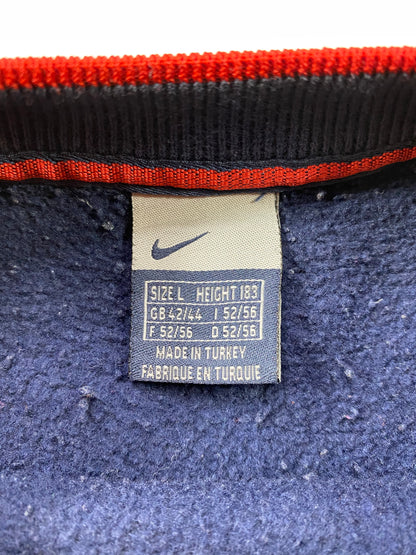 SIZE L HEIGHT 183
GB 42/44 I 52/56
F 52/56 D 52/56
MADE IN TURKEY
FABRIQUE EN TURQUIE